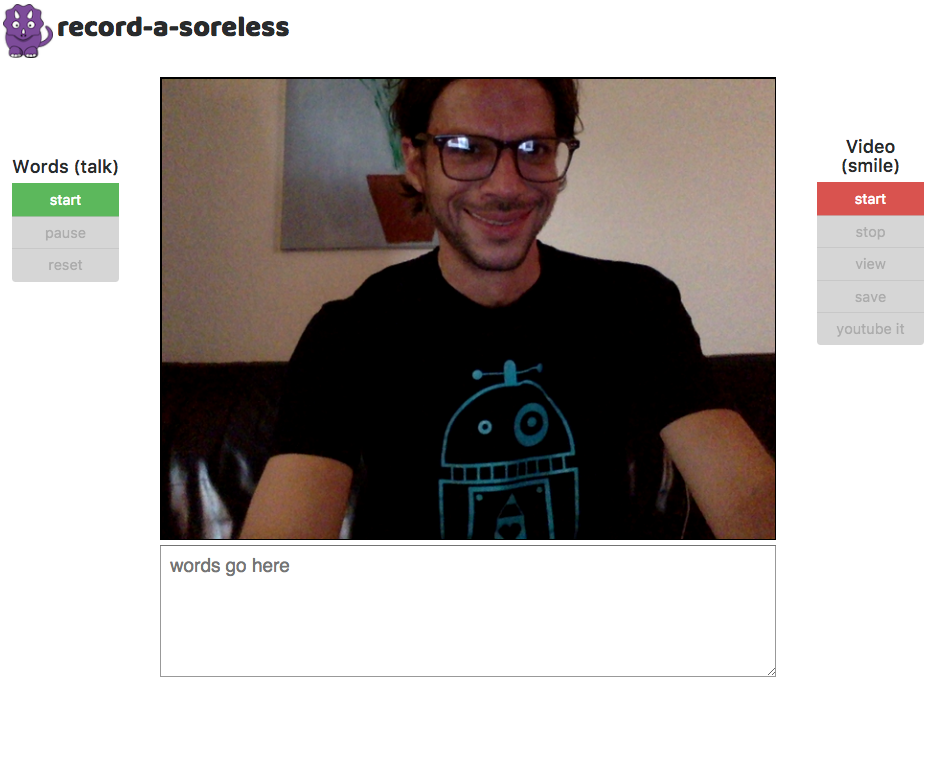 record-a-soreless
Words (talk)
start
pause
reset
Video
(smile)
start
stop
view
save
youtube it
words go here